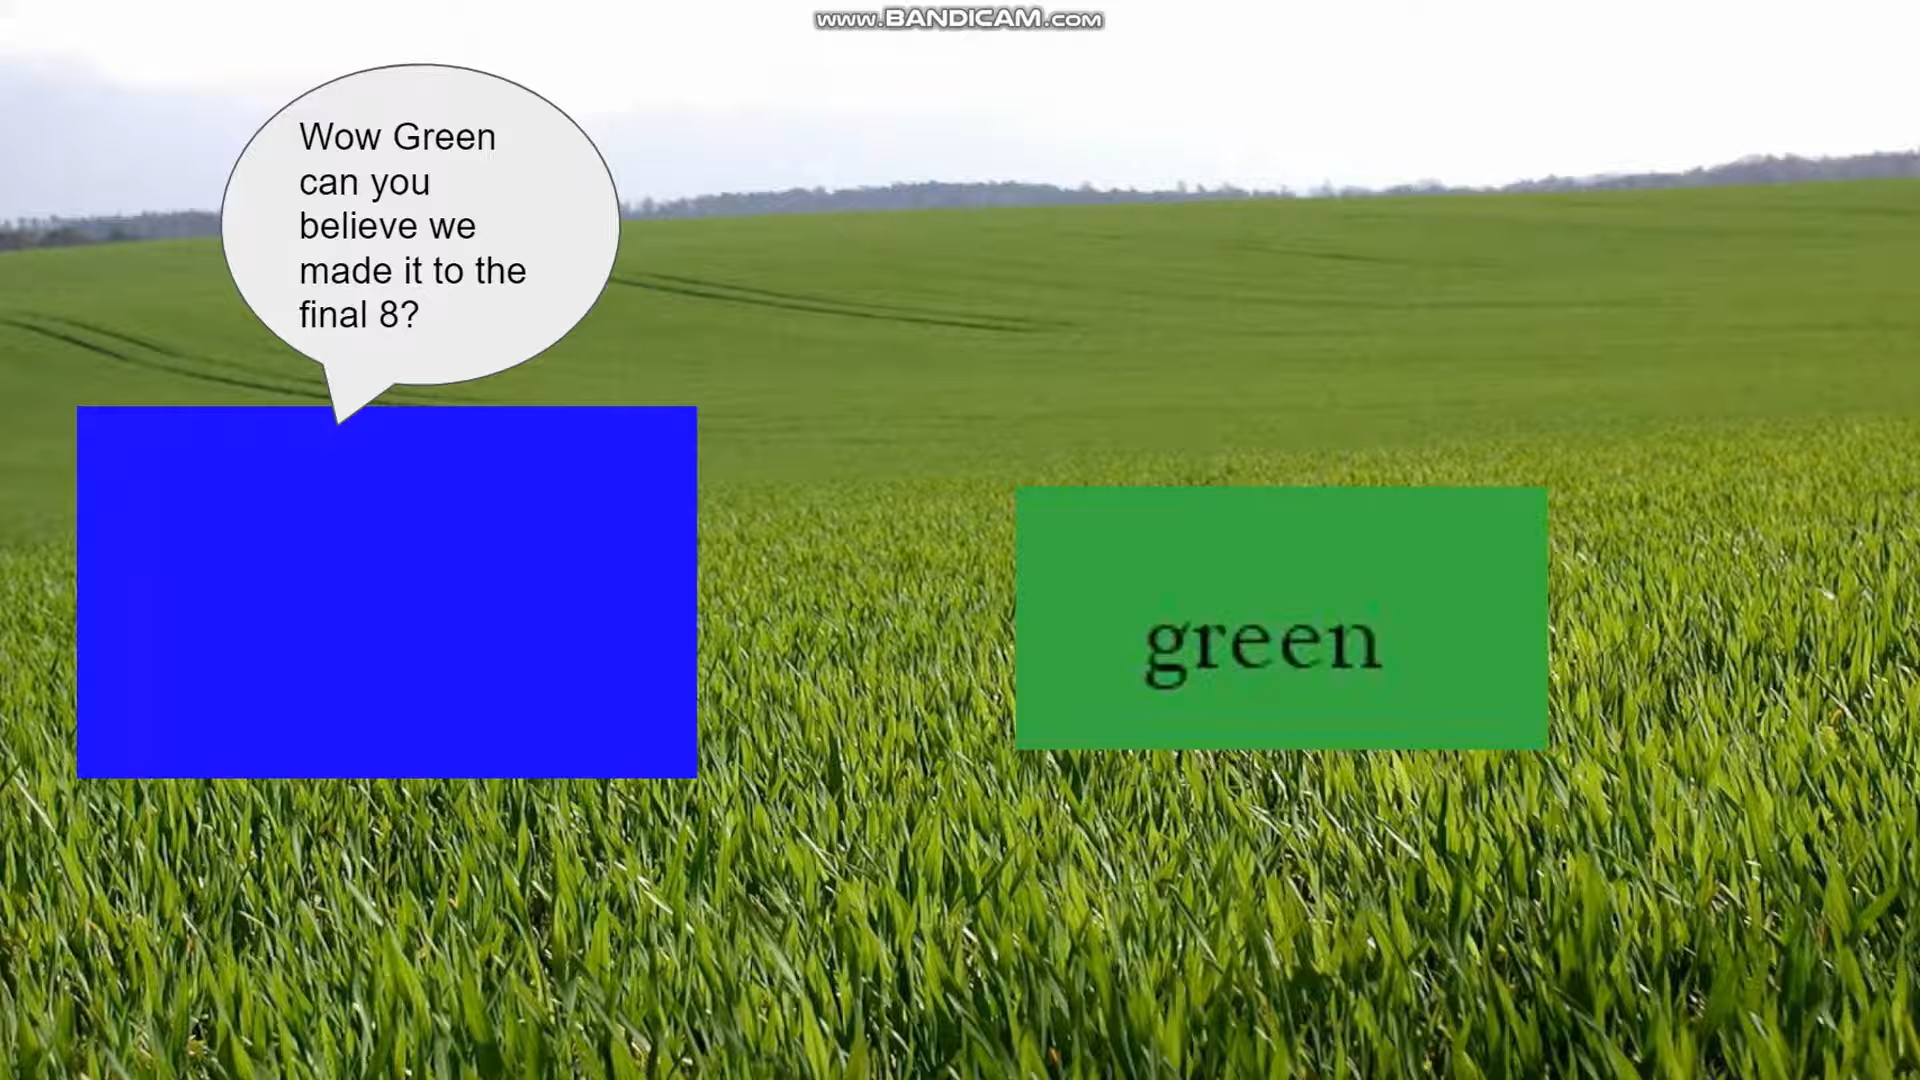 www.BANDICAM.com
Wow Green
can you
believe we
made it to the
final 8?
green